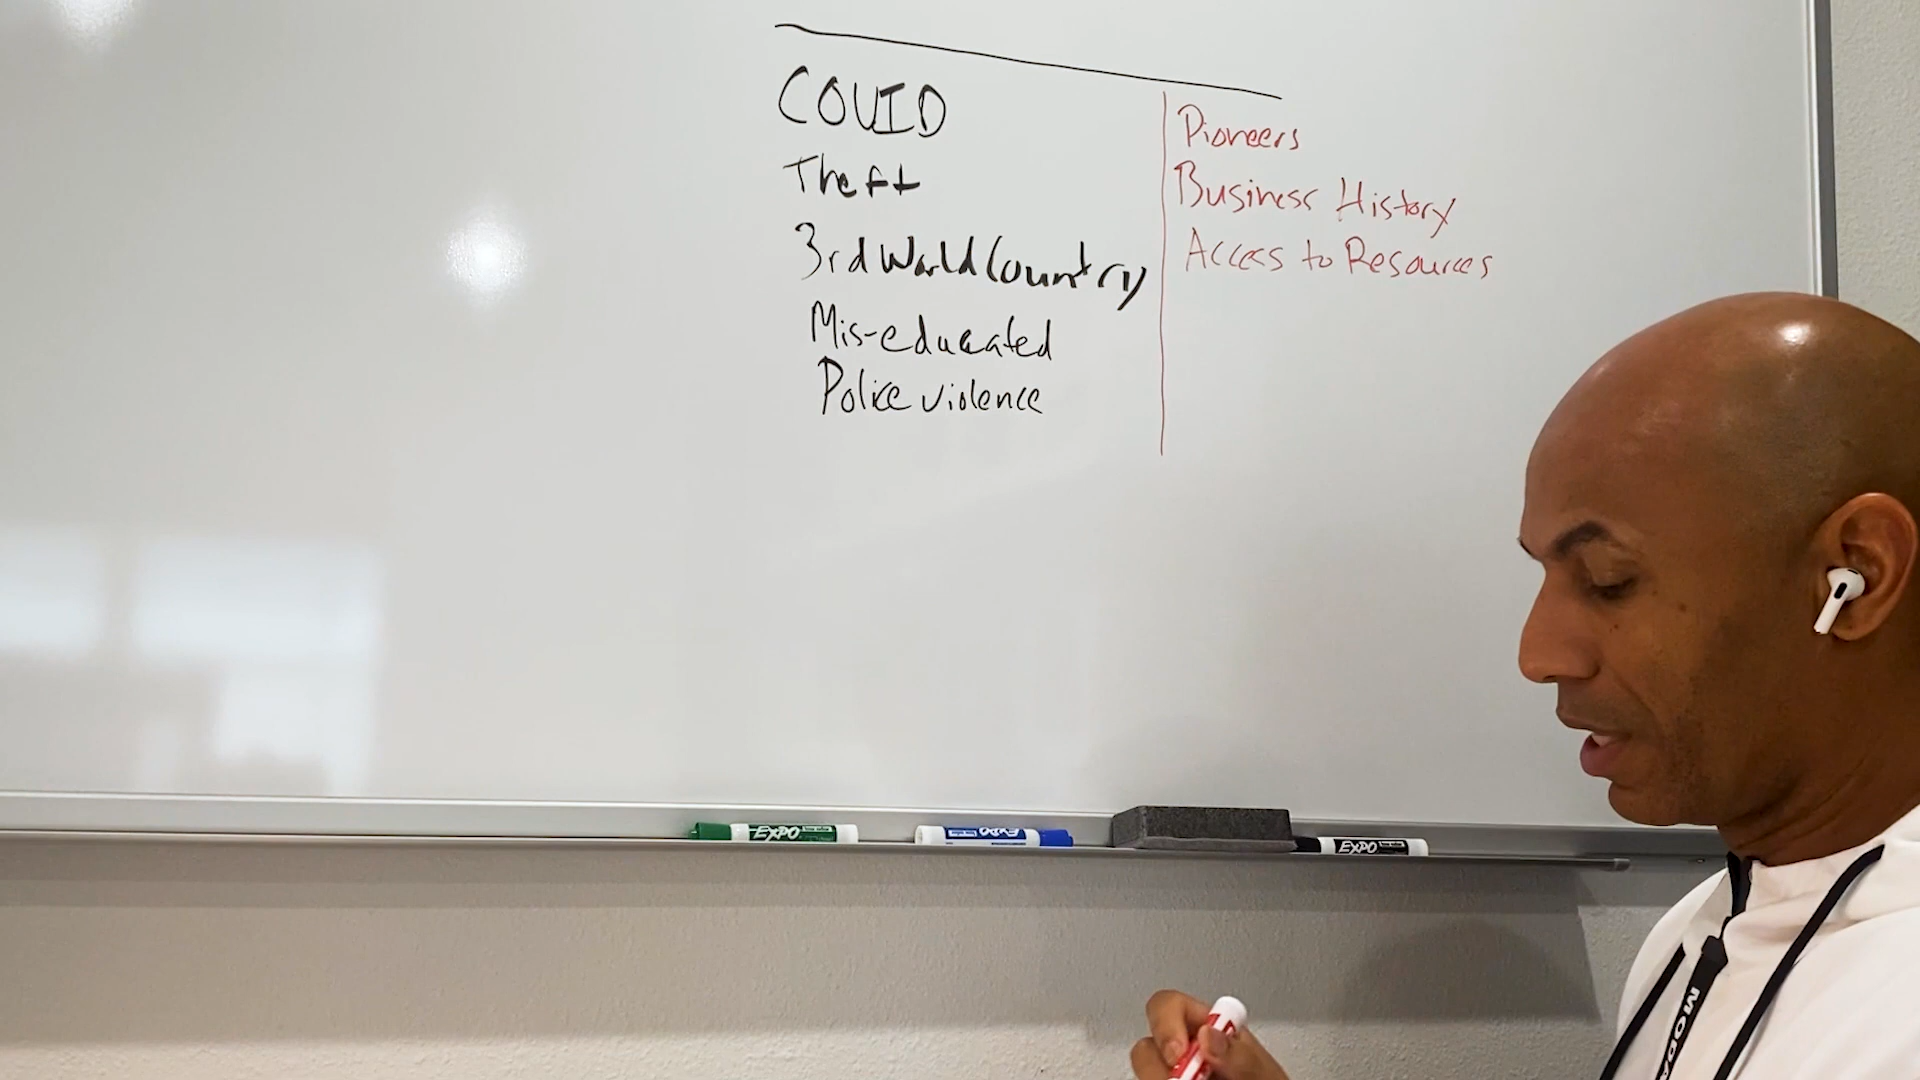 COVID
Theft
3rd World Country
Mis-educated
Police violence
Pioneers
Business History
Access to Resources
EXPO
EXPO
EXPO